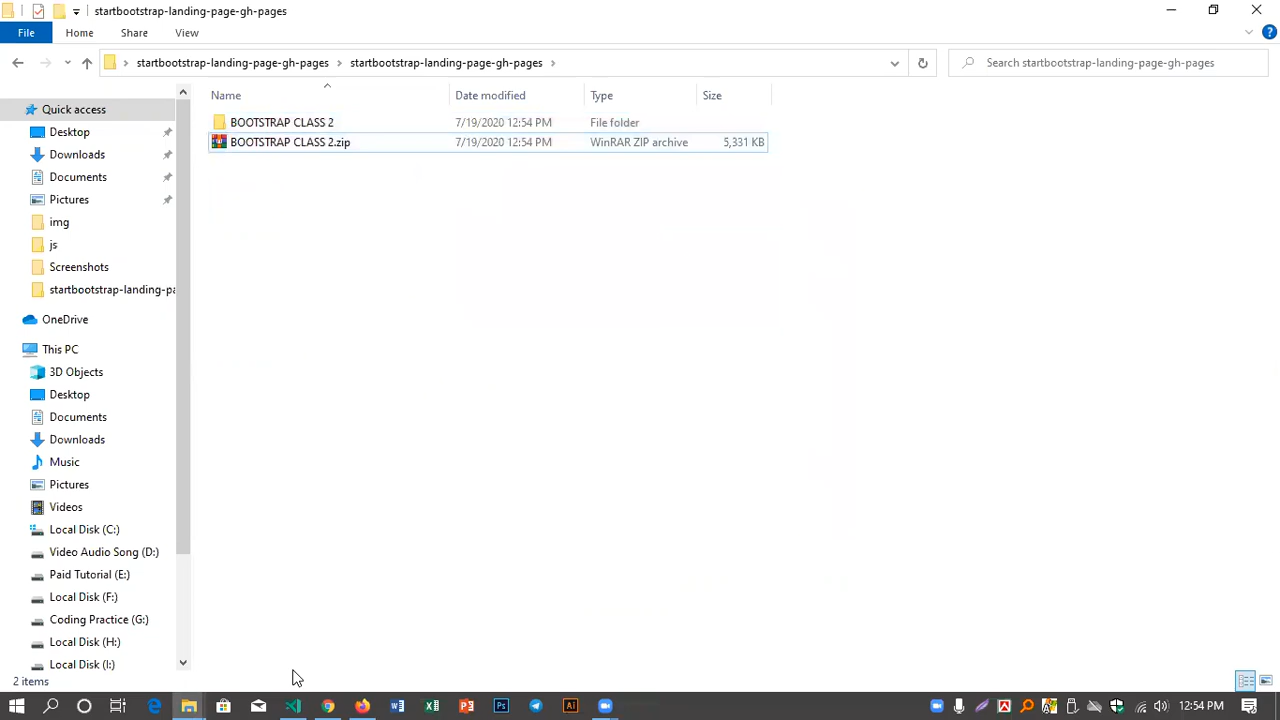 startbootstrap-landing-page-gh-pages
File Home Share View
startbootstrap-landing-page-gh-pages startbootstrap-landing-page-gh-pages Search startbootstrap-landing-page-gh-pages
Name Date modified Type Size
BOOTSTRAP CLASS 2 7/19/2020 12:54 PM File folder
BOOTSTRAP CLASS 2.zip 7/19/2020 12:54 PM WinRAR ZIP archive 5,331 KB
Quick access
Desktop
Downloads
Documents
Pictures
img
js
Screenshots
startbootstrap-landing-pa
OneDrive
This PC
3D Objects
Desktop
Documents
Downloads
Music
Pictures
Videos
Local Disk (C:)
Video Audio Song (D:)
Paid Tutorial (E:)
Local Disk (F:)
Coding Practice (G:)
Local Disk (H:)
Local Disk (I:)
2 items
12:54 PM